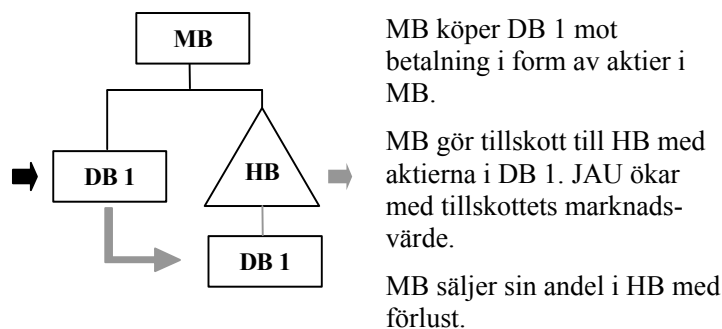 MB
DB 1
HB
DB 1
MB köper DB 1 mot
betalning i form av aktier i
MB.
MB gör tillskott till HB med
aktierna i DB 1. JAU ökar
med tillskottets marknads-
värde.
MB säljer sin andel i HB med
förlust.